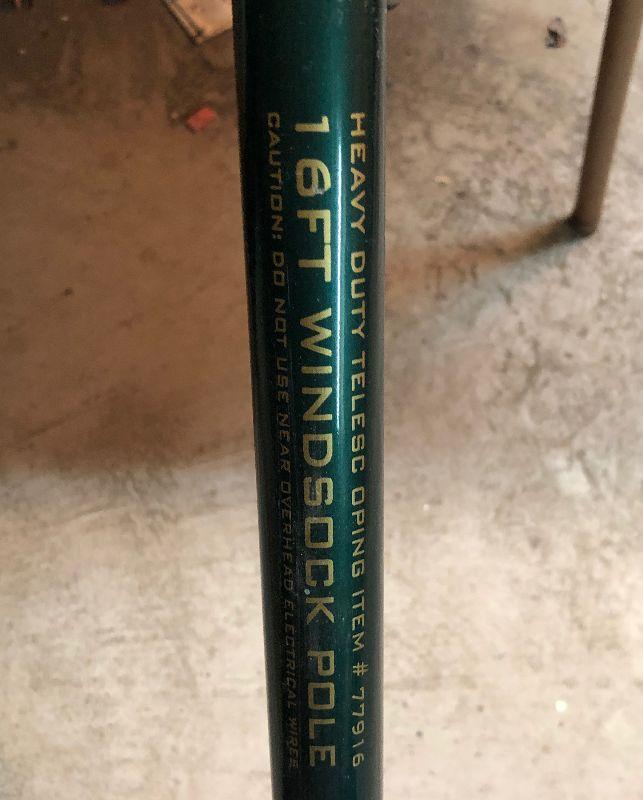 HEAVY DUTY TELESC OPING ITEM # 77916
16FT WINDSOCK POLE
CAUTION: DO NOT USE NEAR OVERHEAD ELECTRICAL WIRES